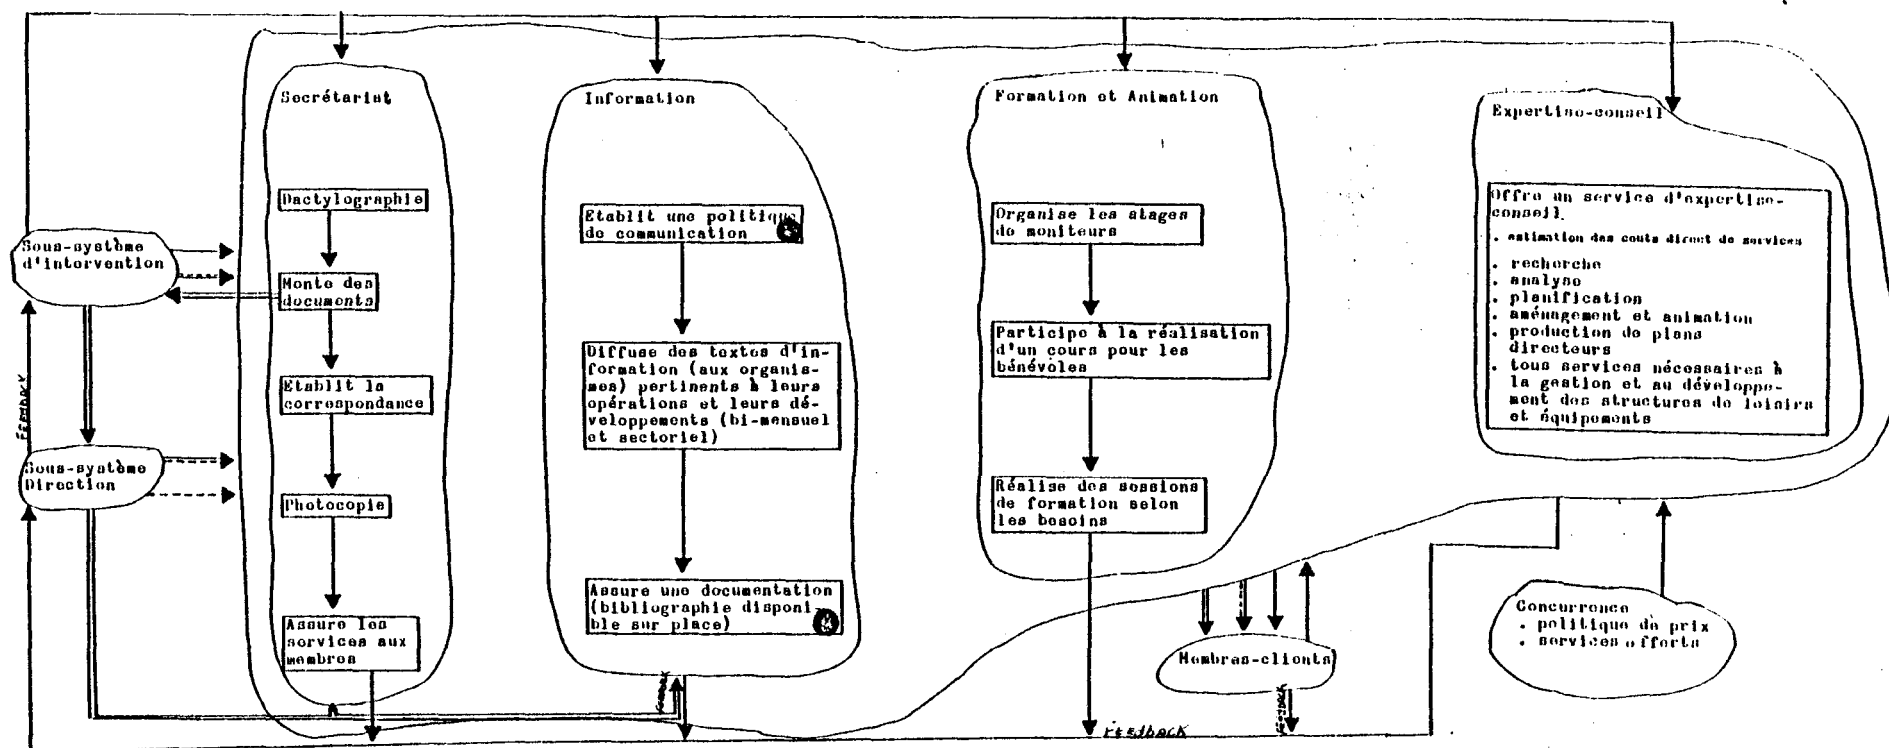 Secrétariat
Dactylographie
Monte des
documents
Etablit la
correspondance
Photocopie
Assure les
services aux
membres
Information
Etablit une politique
de communication
Diffuse des textes d'in-
formation (aux organis-
mes) pertinents à leurs
opérations et leurs dé-
veloppements (bi-mensuel
et sectoriel)
Assure une documentation
(bibliographie disponi-
ble sur place)
Formation et Animation
Organise les stages
de moniteurs
Participe à la réalisation
d'un cours pour les
bénévoles
Réalise des sessions
de formation selon
les besoins
Expertise-conseil
Offre un service d'expertise-
conseil.
. estimation des couts direct de services
. recherche
. analyse
. planification
. aménagement et animation
. production de plans
directeurs
. tous services nécessaires à
la gestion et au développe-
ment des structures de loisirs
et équipements
Sous-système
d'intervention
FEEDBACK
Sous-système
Direction
FEEDBACK
Membres-clients
FEEDBACK
FEEDBACK
Concurrence
. politique de prix
. services offerts